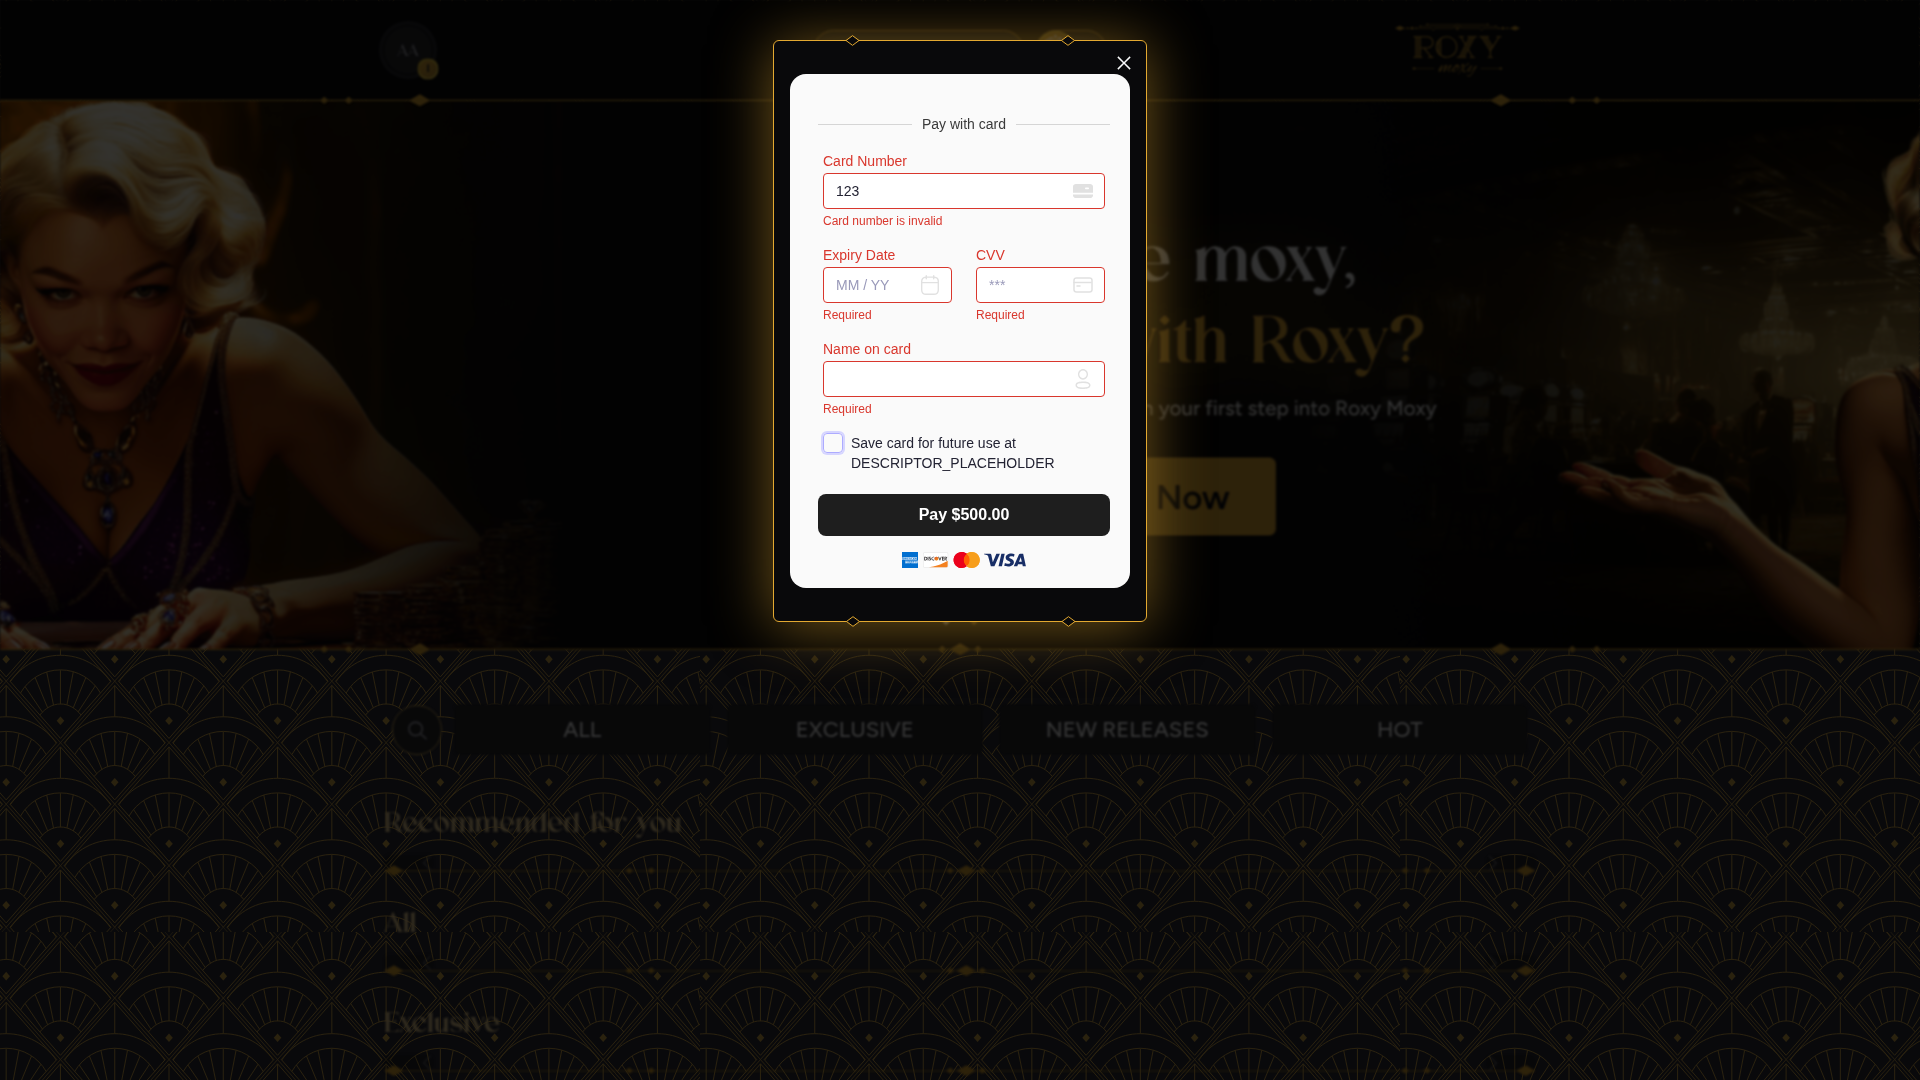 AA
ROXY
moxy
Pay with card
Card Number
123
Card number is invalid
Expiry Date
CVV
MM / YY
***
Required
Required
Name on card
Required
Save card for future use at
DESCRIPTOR_PLACEHOLDER
Pay $500.00
DISCOVER
VISA
e moxy,
with Roxy?
n your first step into Roxy Moxy
Now
ALL
EXCLUSIVE
NEW RELEASES
HOT
Recommended for you
All
Exclusive